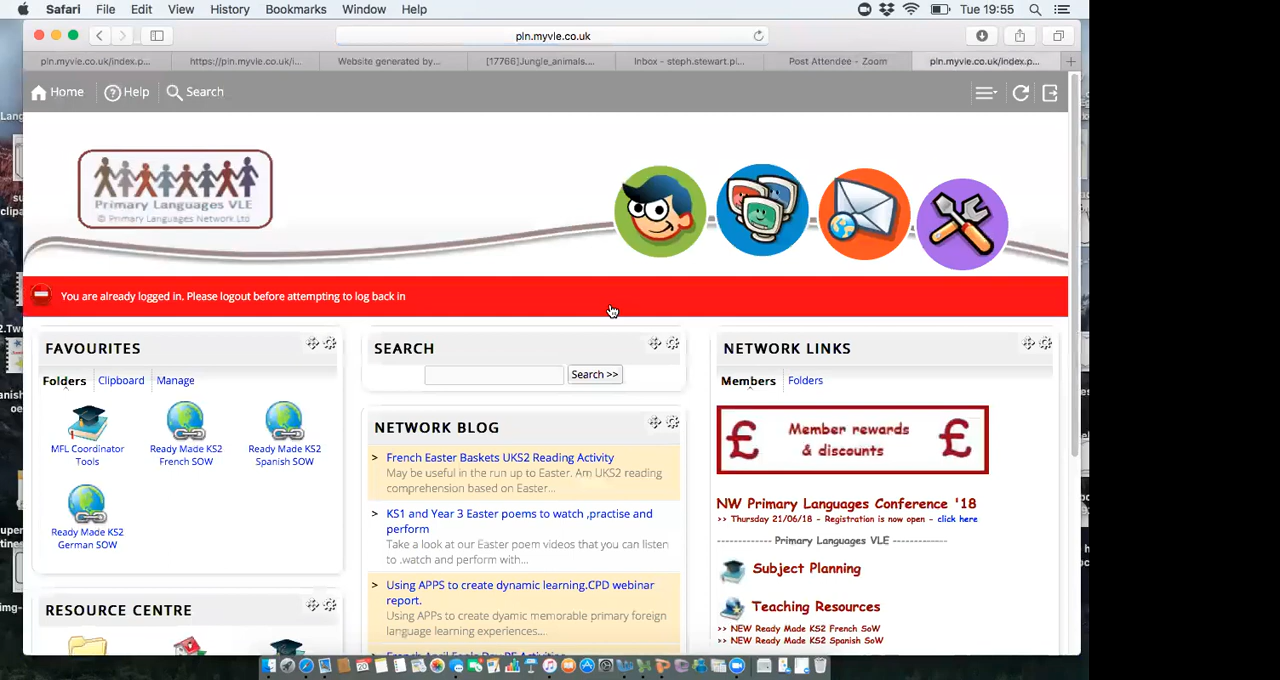 Safari File Edit View History Bookmarks Window Help Tue 19:55
pln.myvle.co.uk
pln.myvle.co.uk/index.p... https://pln.myvle.co.uk/i... Website generated by... [17766]Jungle_animals.... Inbox - steph.stewart.pl... Post Attendee - Zoom pln.myvle.co.uk/index.p...
Home Help Search
Primary Languages VLE
© Primary Languages Network Ltd
You are already logged in. Please logout before attempting to log back in
FAVOURITES
Folders Clipboard Manage
MFL Coordinator
Tools
Ready Made KS2
French SOW
Ready Made KS2
Spanish SOW
Ready Made KS2
German SOW
RESOURCE CENTRE
SEARCH
Search >>
NETWORK BLOG
> French Easter Baskets UKS2 Reading Activity
May be useful in the run up to Easter. Am UKS2 reading
comprehension based on Easter...
> KS1 and Year 3 Easter poems to watch ,practise and
perform
Take a look at our Easter poem videos that you can listen
to .watch and perform with...
> Using APPS to create dynamic learning.CPD webinar
report.
Using APPs to create dyamic memorable primary foreign
language learning experiences....
NETWORK LINKS
Members Folders
£ Member rewards
& discounts £
NW Primary Languages Conference '18
>> Thursday 21/06/18 - Registration is now open - click here
------------ Primary Languages VLE ------------
Subject Planning
Teaching Resources
>> NEW Ready Made KS2 French SoW
>> NEW Ready Made KS2 Spanish SoW